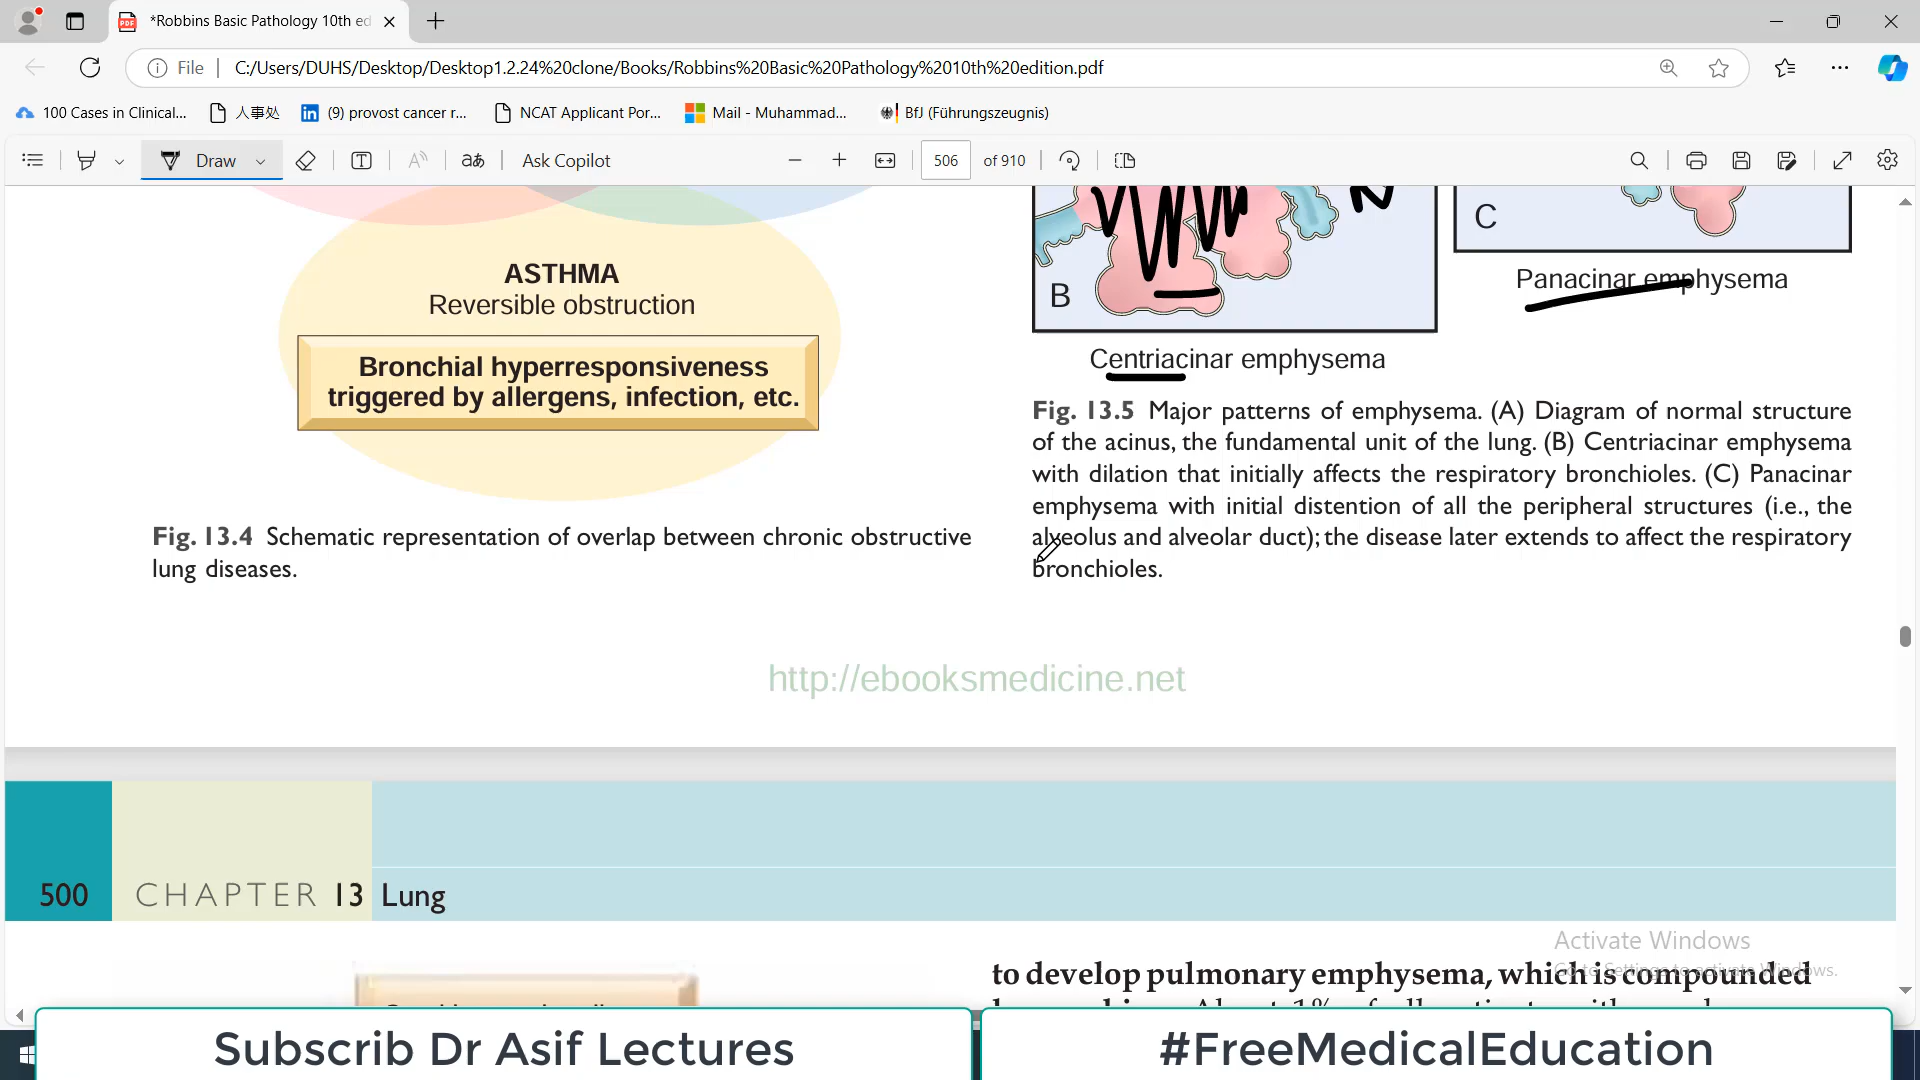 *Robbins Basic Pathology 10th ed
File
C:/Users/DUHS/Desktop/Desktop1.2.24%20clone/Books/Robbins%20Basic%20Pathology%2010th%20edition.pdf
100 Cases in Clinical...
人事处
(9) provost cancer r...
NCAT Applicant Por...
Mail - Muhammad...
BfJ (Führungszeugnis)
Draw
Ask Copilot
506 of 910
ASTHMA
Reversible obstruction
Bronchial hyperresponsiveness
triggered by allergens, infection, etc.
Fig. 13.4 Schematic representation of overlap between chronic obstructive
lung diseases.
B
Centriacinar emphysema
C
Panacinar emphysema
Fig. 13.5 Major patterns of emphysema. (A) Diagram of normal structure
of the acinus, the fundamental unit of the lung. (B) Centriacinar emphysema
with dilation that initially affects the respiratory bronchioles. (C) Panacinar
emphysema with initial distention of all the peripheral structures (i.e., the
alveolus and alveolar duct); the disease later extends to affect the respiratory
bronchioles.
http://ebooksmedicine.net
500 CHAPTER 13 Lung
to develop pulmonary emphysema, which is compounded
Activate Windows
Go to Settings to activate Windows.
Subscrib Dr Asif Lectures
#FreeMedicalEducation